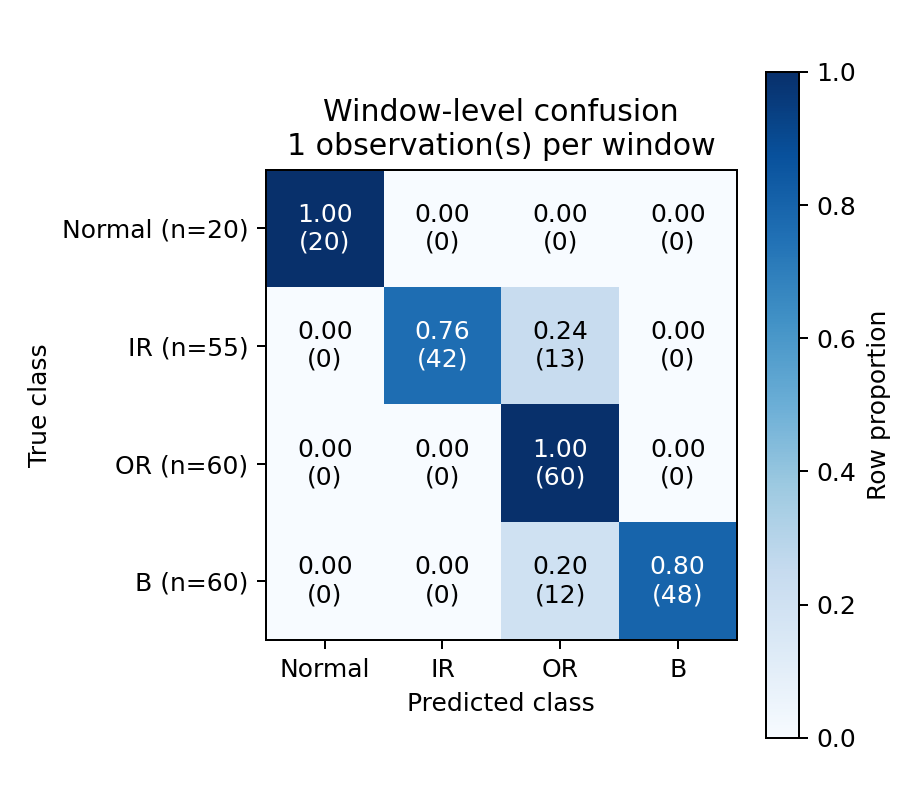 Window-level confusion
1 observation(s) per window
1.0
0.8
0.6
0.4
0.2
0.0
Row proportion
True class
Normal (n=20)
1.00 0.00 0.00 0.00
(20) (0) (0) (0)
IR (n=55)
0.00 0.76 0.24 0.00
(0) (42) (13) (0)
OR (n=60)
0.00 0.00 1.00 0.00
(0) (0) (60) (0)
B (n=60)
0.00 0.00 0.20 0.80
(0) (0) (12) (48)
Normal IR OR B
Predicted class